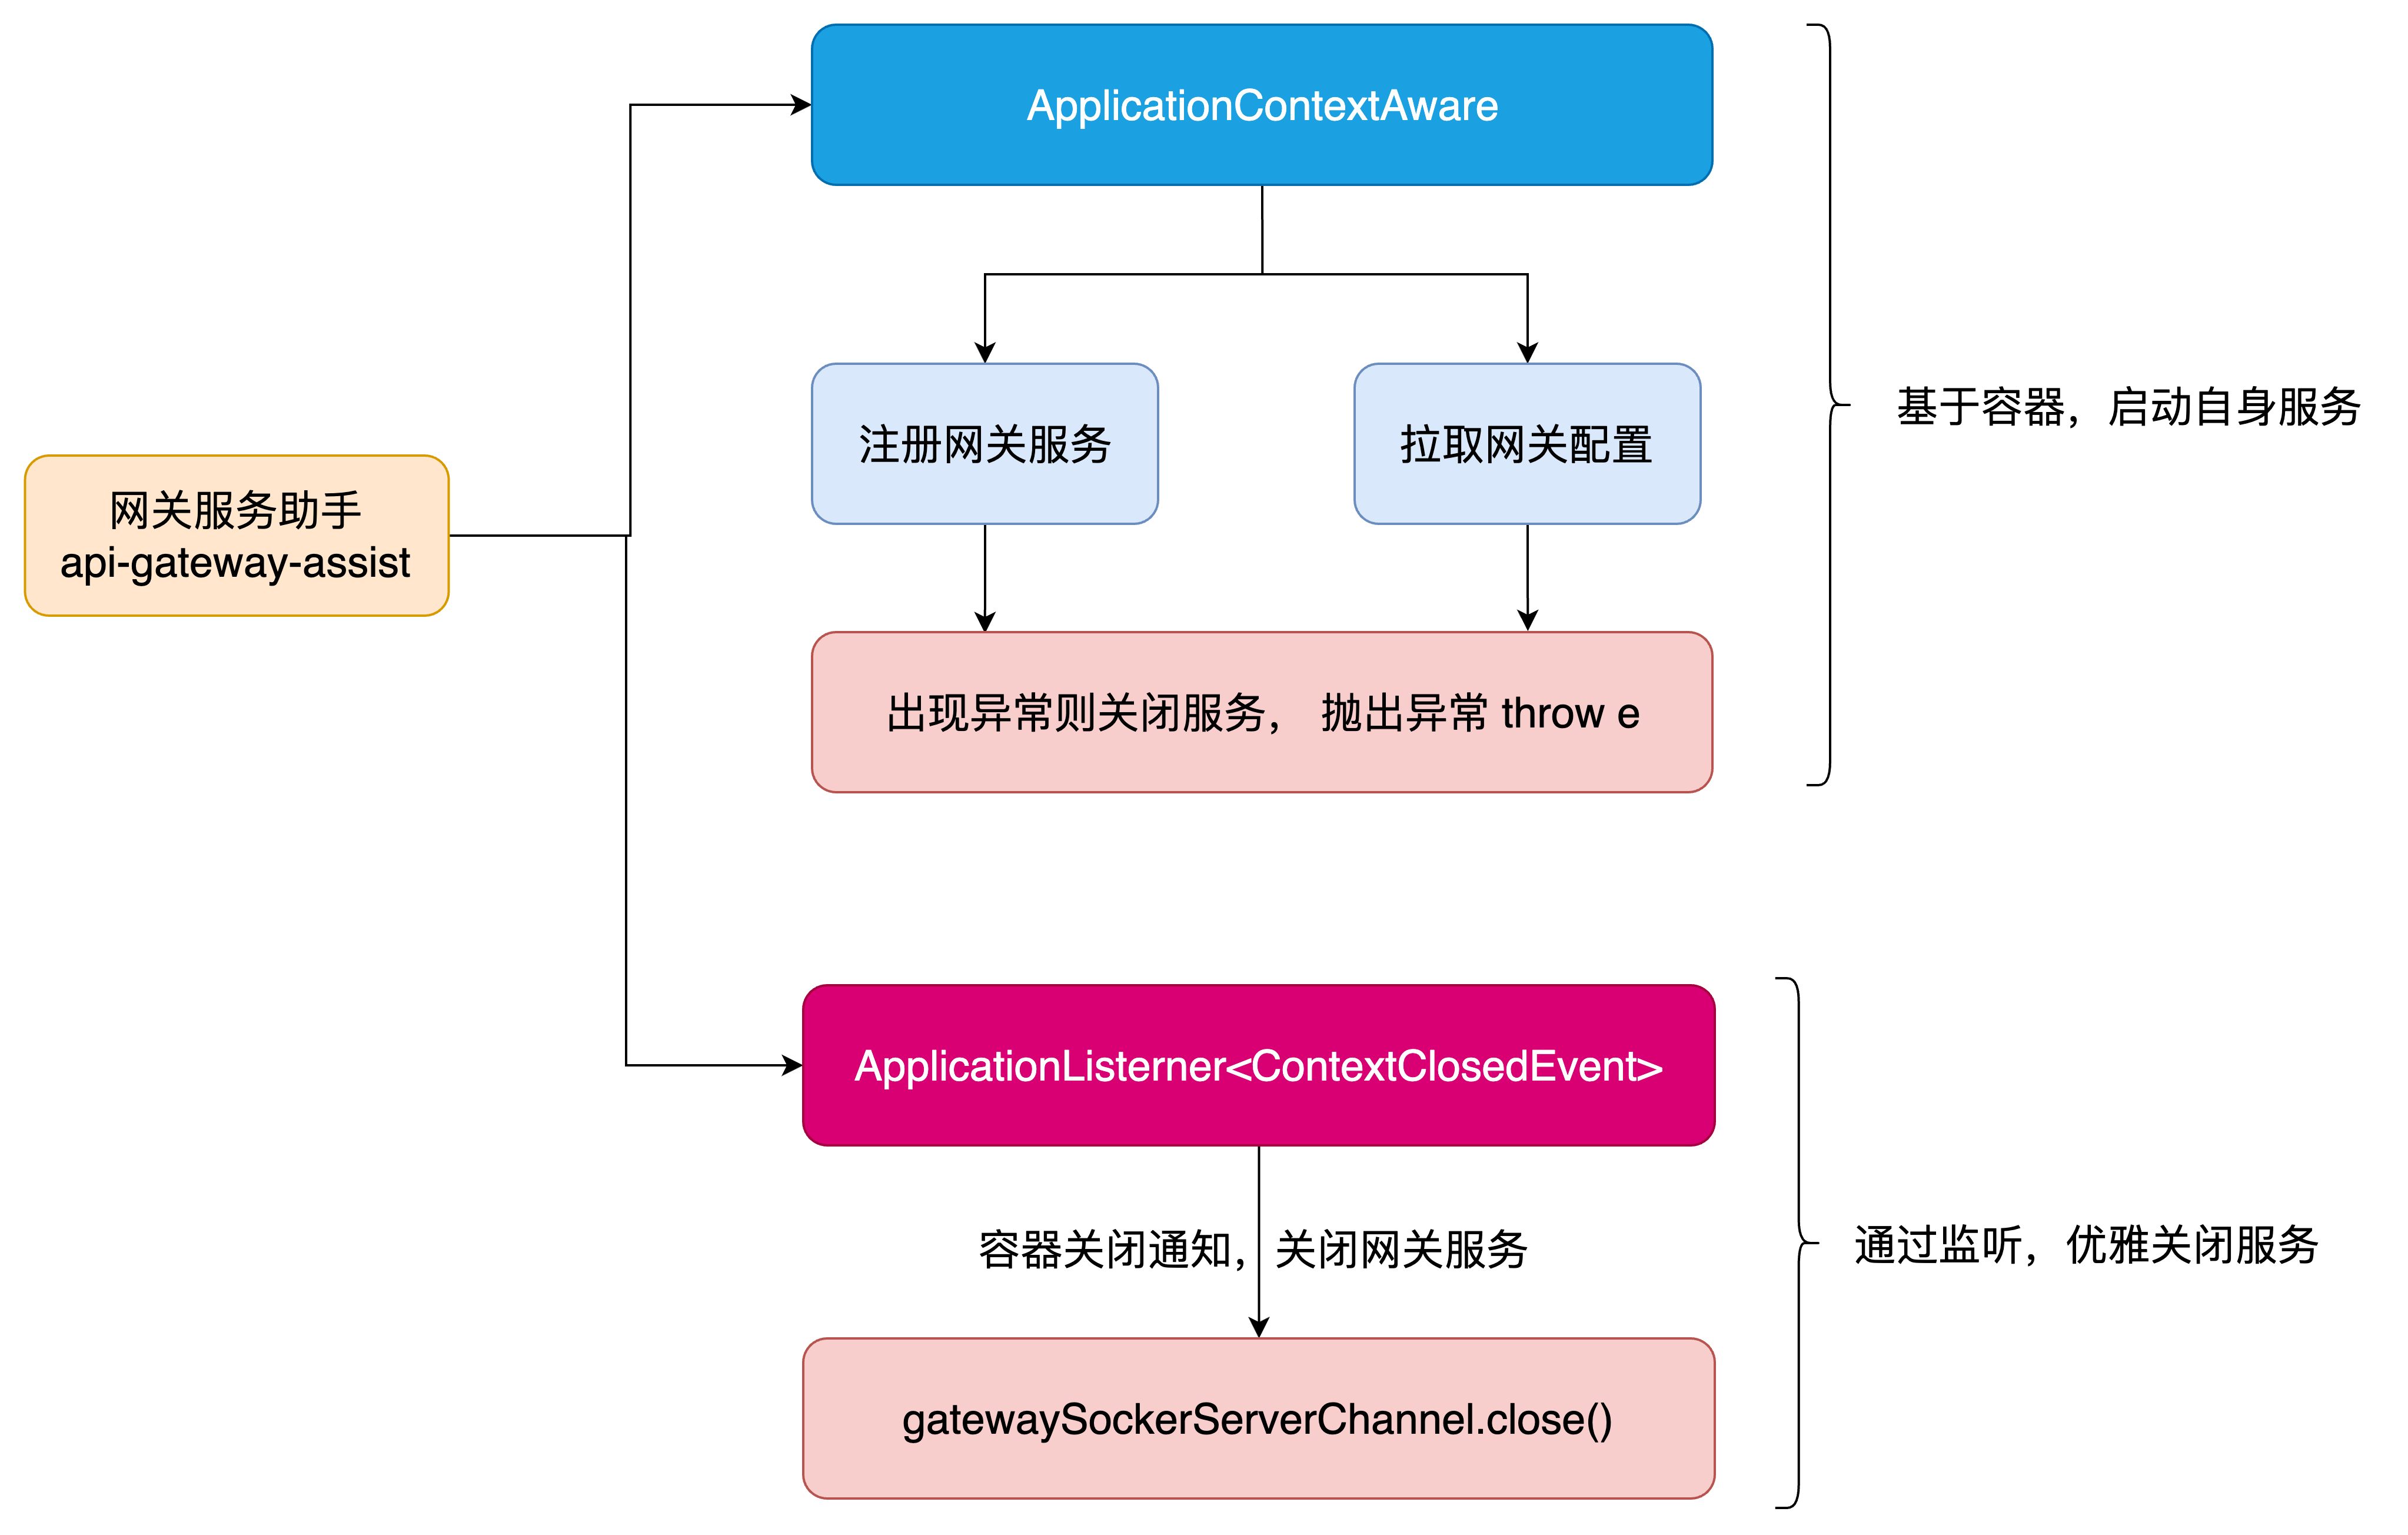 ApplicationContextAware
注册网关服务
拉取网关配置
基于容器，启动自身服务
网关服务助手
api-gateway-assist
出现异常则关闭服务， 抛出异常 throw e
ApplicationListerner<ContextClosedEvent>
容器关闭通知，关闭网关服务
通过监听，优雅关闭服务
gatewaySockerServerChannel.close()